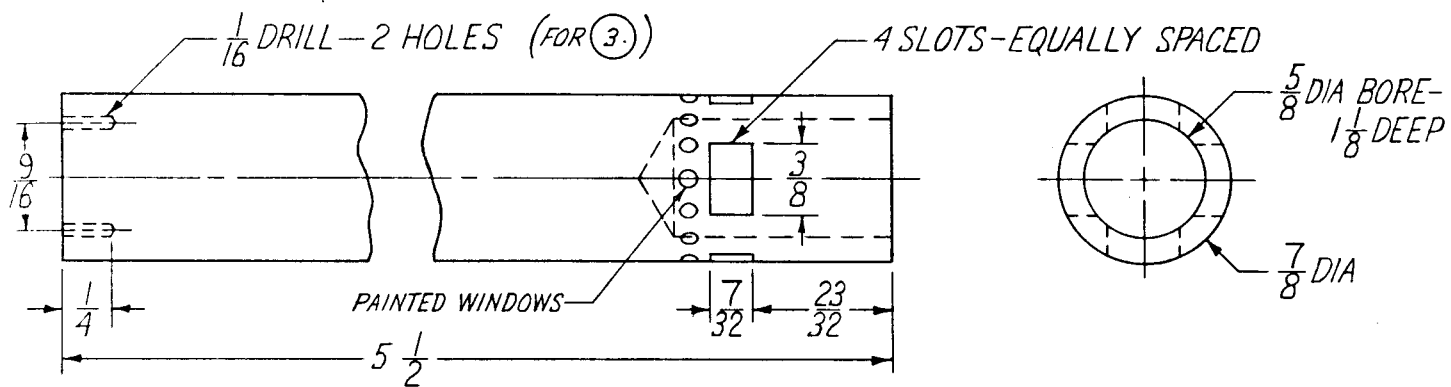 1/16 DRILL—2 HOLES (FOR 3.)
4 SLOTS-EQUALLY SPACED
5/8 DIA BORE-
1 1/8 DEEP
9/16
3/8
7/8 DIA
PAINTED WINDOWS
1/4
7/32
23/32
5 1/2